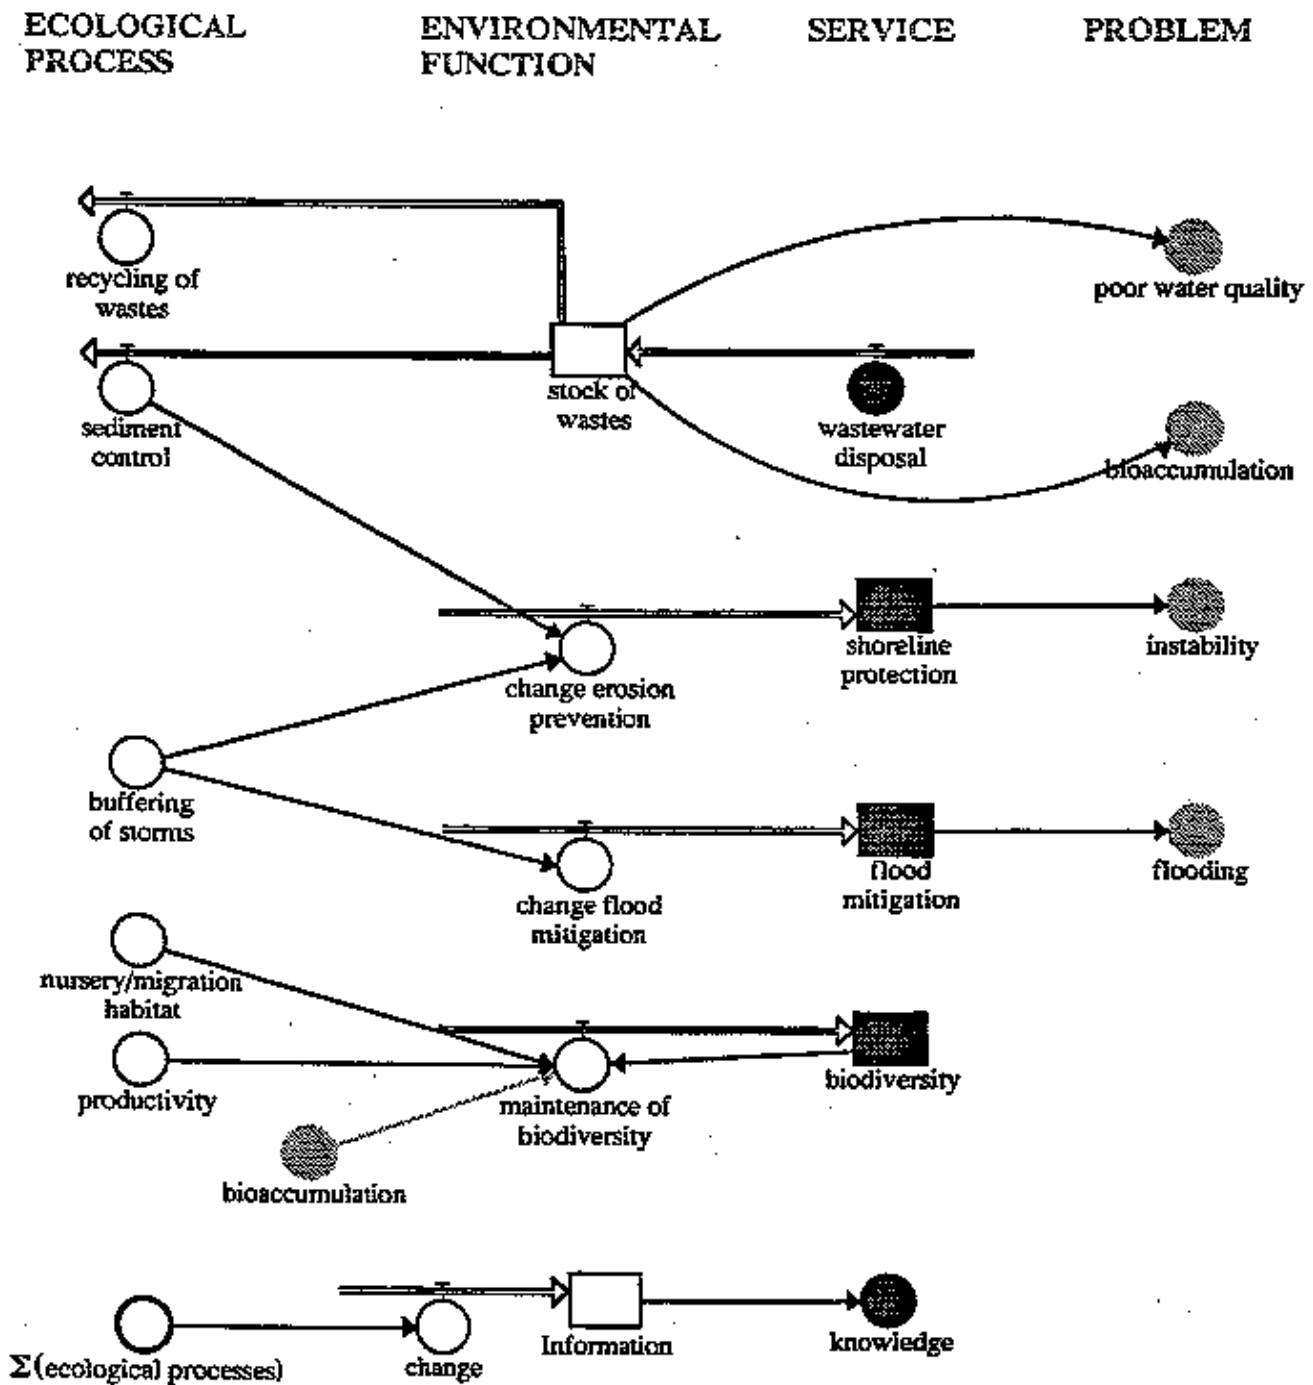 ECOLOGICAL
PROCESS
ENVIRONMENTAL
FUNCTION
SERVICE
PROBLEM
recycling of
wastes
poor water quality
stock of
wastes
sediment
control
wastewater
disposal
bioaccumulation
change erosion
prevention
shoreline
protection
instability
buffering
of storms
change flood
mitigation
flood
mitigation
flooding
nursery/migration
habitat
productivity
maintenance of
biodiversity
biodiversity
bioaccumulation
Σ(ecological processes)
change
Information
knowledge